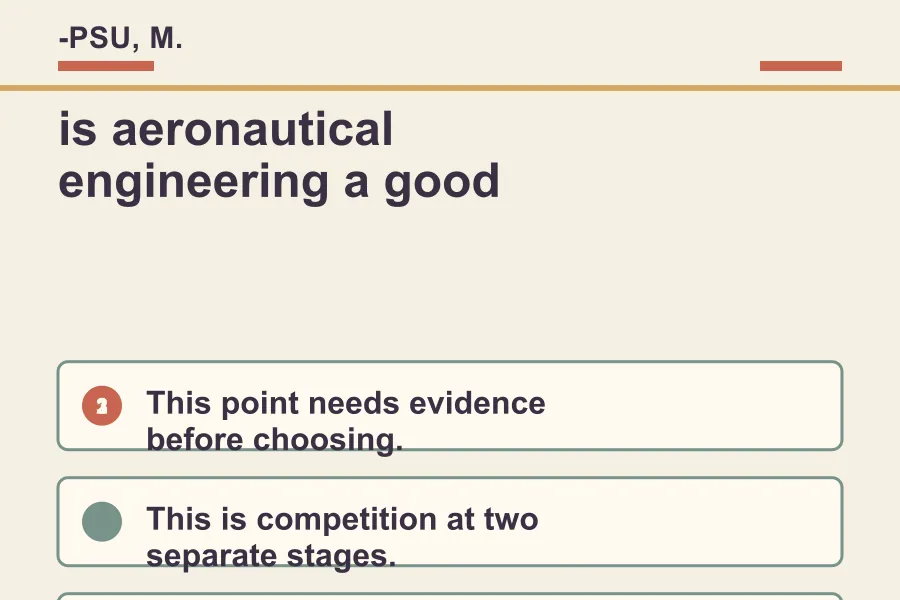 -PSU, M.
is aeronautical
engineering a good
This point needs evidence
before choosing.
This is competition at two
separate stages.